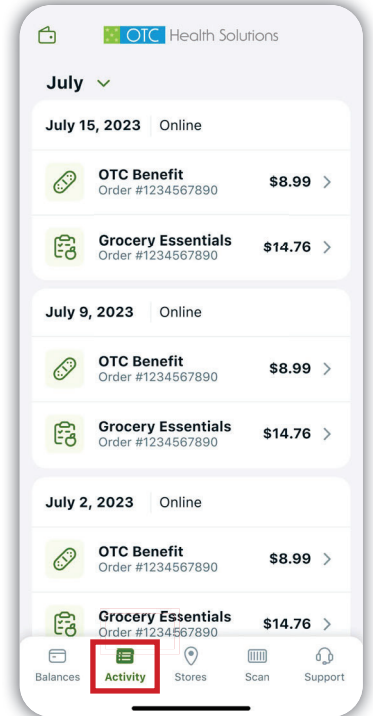 OTC Health Solutions
July
July 15, 2023 Online
OTC Benefit
Order #1234567890
$8.99
Grocery Essentials
Order #1234567890
$14.76
July 9, 2023 Online
OTC Benefit
Order #1234567890
$8.99
Grocery Essentials
Order #1234567890
$14.76
July 2, 2023 Online
OTC Benefit
Order #1234567890
$8.99
Grocery Essentials
Order #1234567890
$14.76
Balances Activity Stores Scan Support